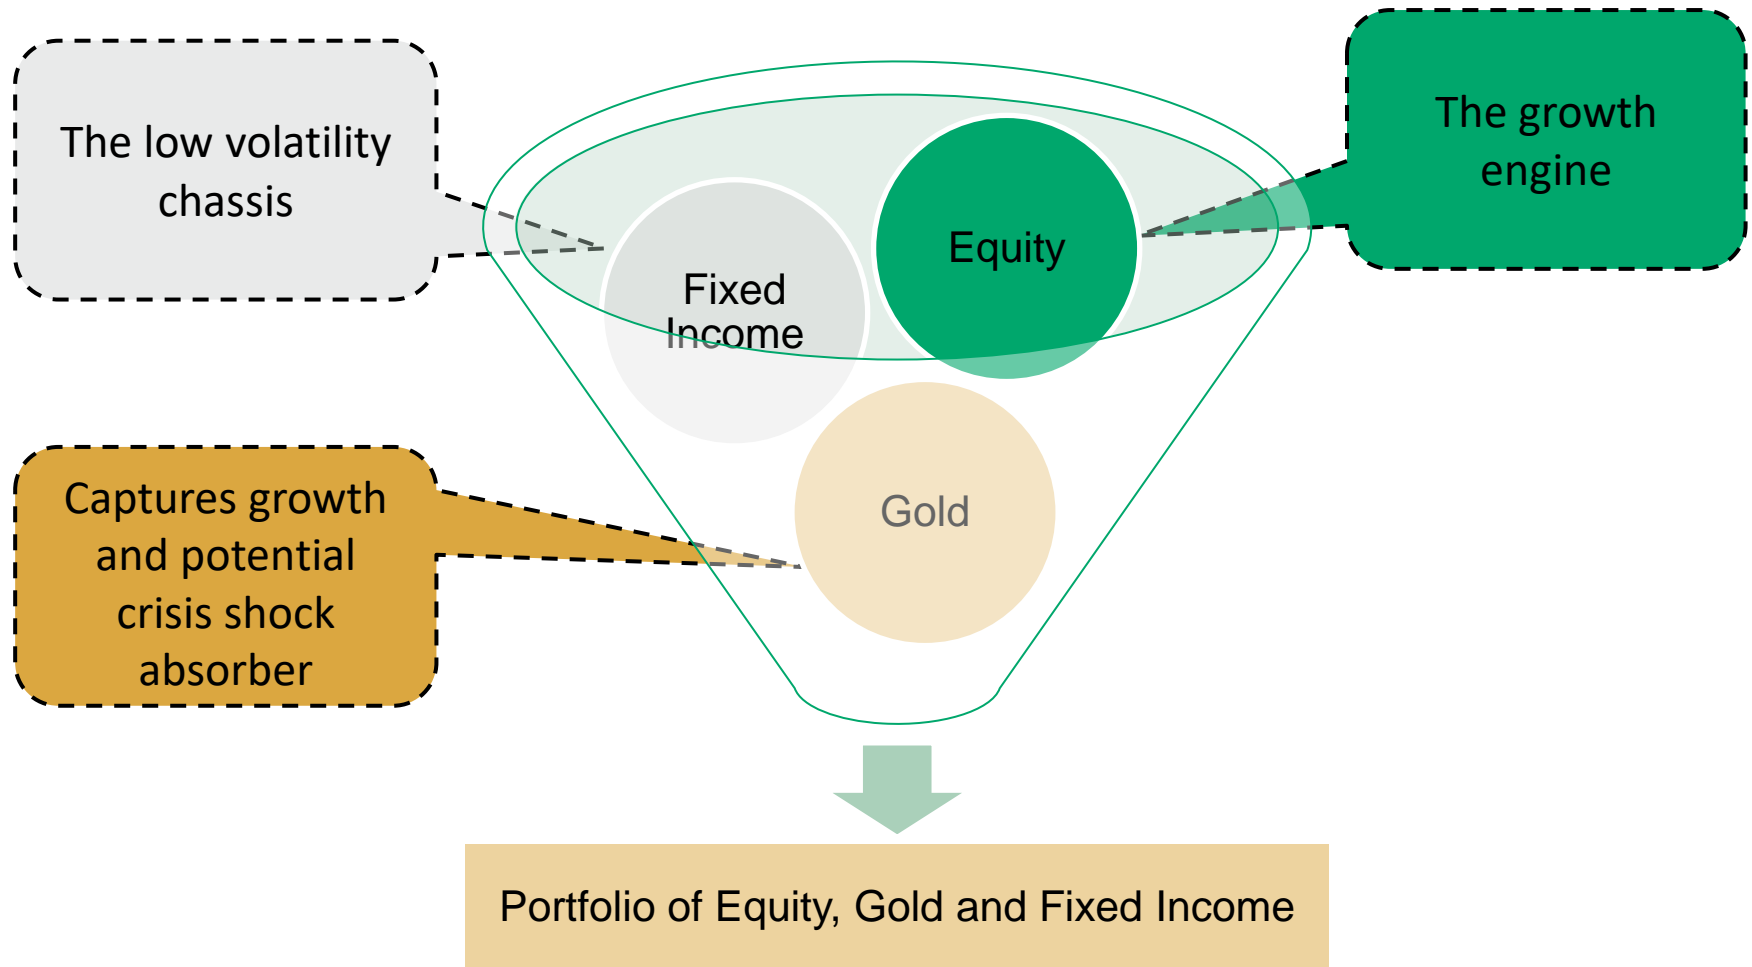 The low volatility
chassis
The growth
engine
Equity
Fixed
Income
Captures growth
and potential
crisis shock
absorber
Gold
Portfolio of Equity, Gold and Fixed Income